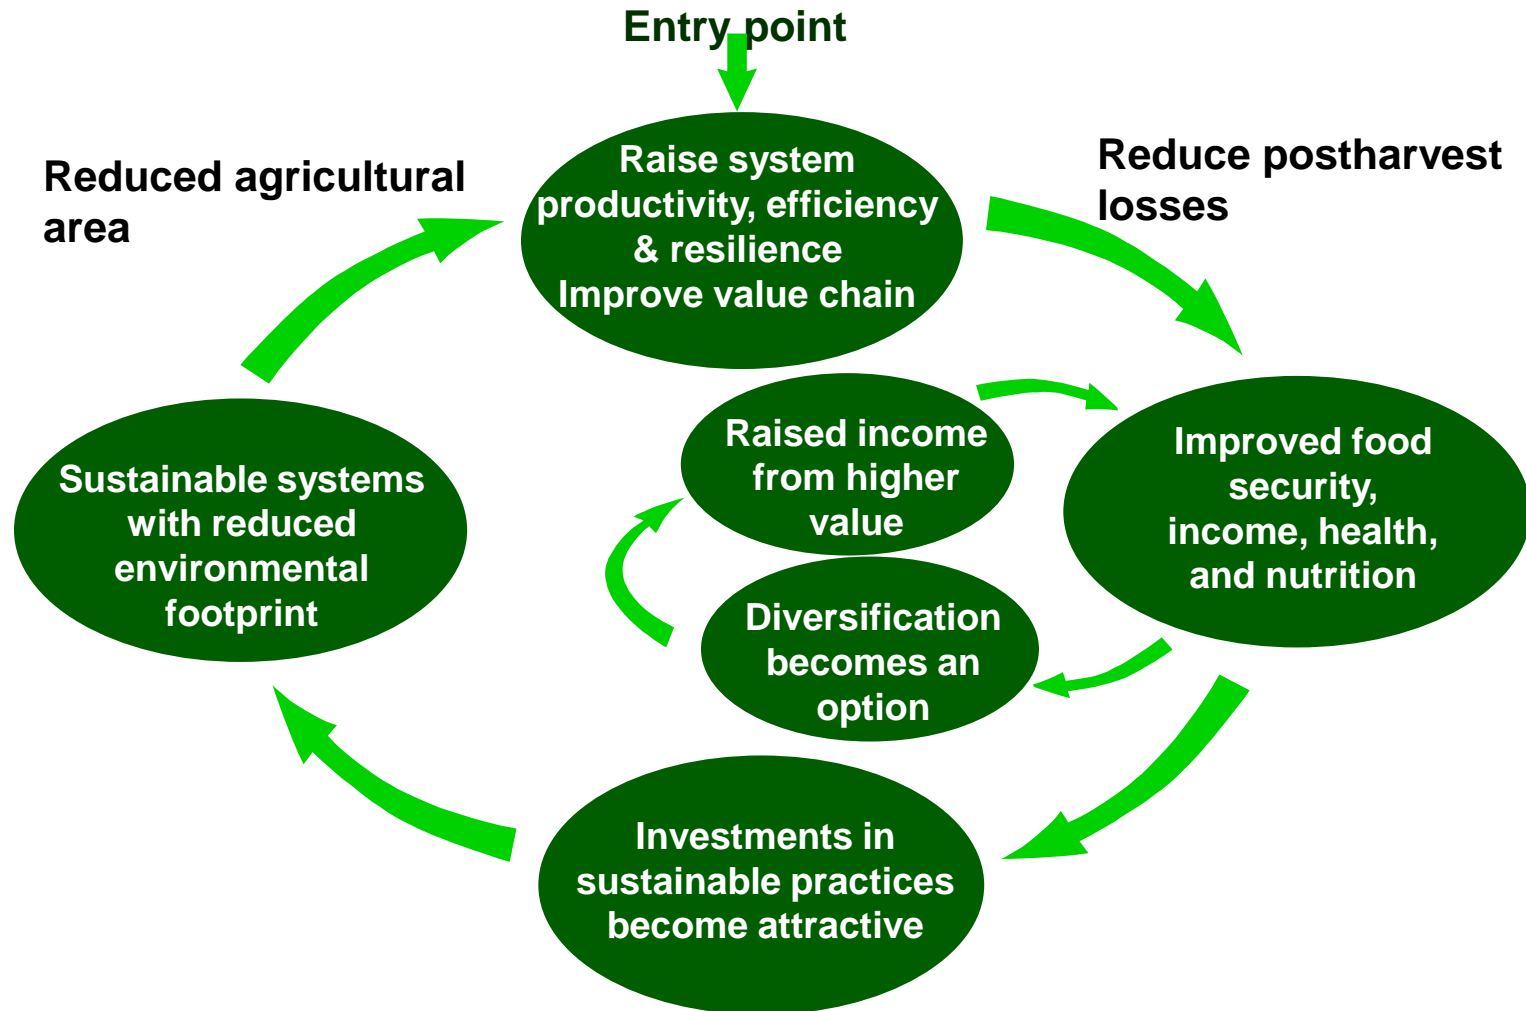 Entry point
Raise system
productivity, efficiency
& resilience
Improve value chain
Reduced agricultural
area
Reduce postharvest
losses
Raised income
from higher
value
Improved food
security,
income, health,
and nutrition
Sustainable systems
with reduced
environmental
footprint
Diversification
becomes an
option
Investments in
sustainable practices
become attractive